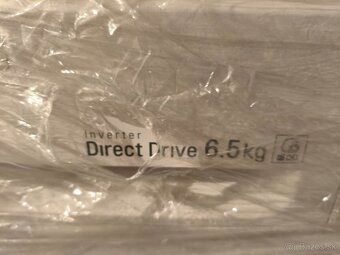 Inverter
Direct Drive 6.5kg